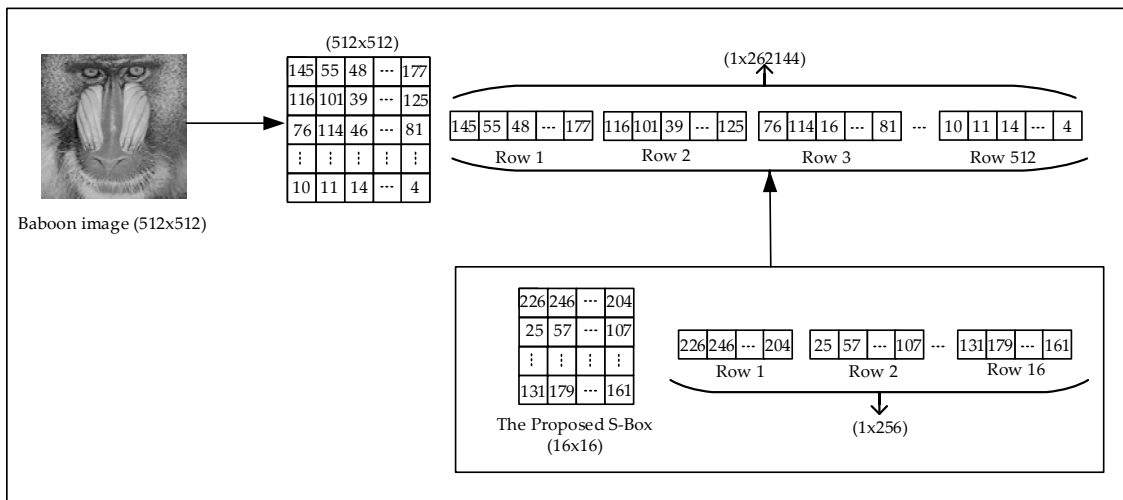 (512x512)
145 55 48 ... 177
116 101 39 ... 125
76 114 46 ... 81
⋮ ⋮ ⋮ ⋮ ⋮
10 11 14 ... 4
Baboon image (512x512)
(1x262144)
145 55 48 ... 177 116 101 39 ... 125 76 114 16 ... 81 ... 10 11 14 ... 4
Row 1 Row 2 Row 3 Row 512
226 246 ... 204
25 57 ... 107
⋮ ⋮ ⋮ ⋮
131 179 ... 161
The Proposed S-Box
(16x16)
226 246 ... 204 25 57 ... 107 ... 131 179 ... 161
Row 1 Row 2 Row 16
(1x256)